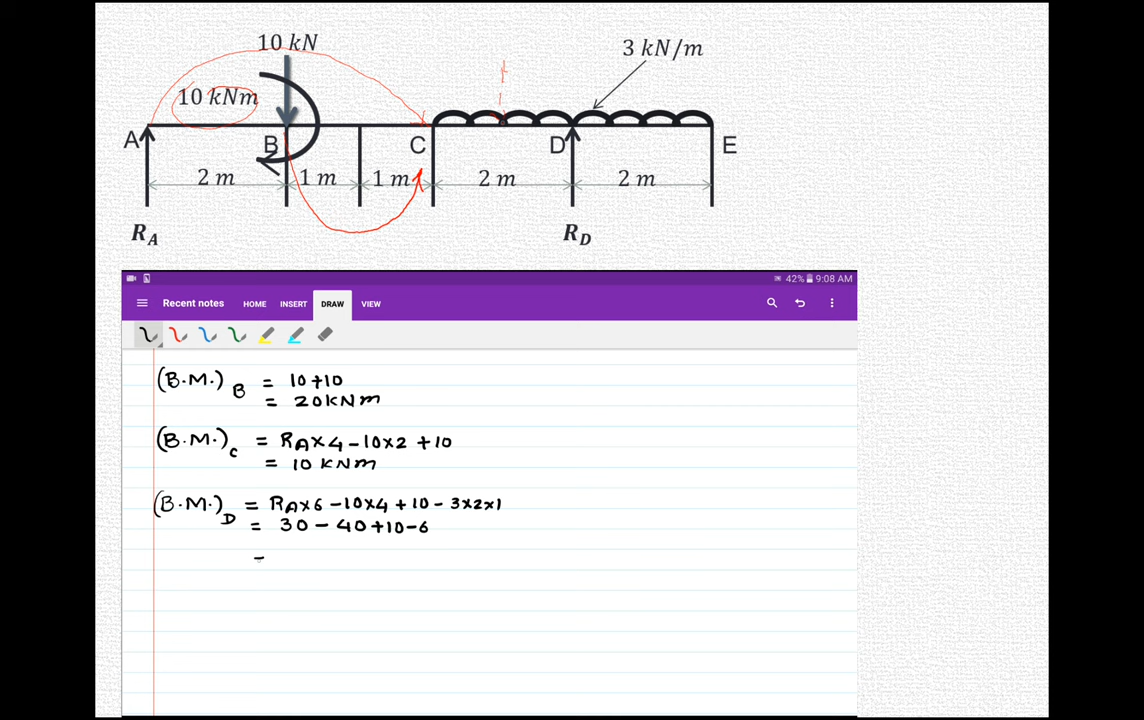 10 kN
3 kN/m
10 kNm
A
B
C
D
E
2 m
1 m
1 m
2 m
2 m
R_A
R_D
42% 9:08 AM
Recent notes HOME INSERT DRAW VIEW
(B.M.)_B = 10+10
= 20KNm
(B.M.)_C = RA×4 -10×2 +10
= 10 KNm
(B.M.)_D = RA×6 -10×4 +10 - 3×2×1
= 30 - 40+10-6
=